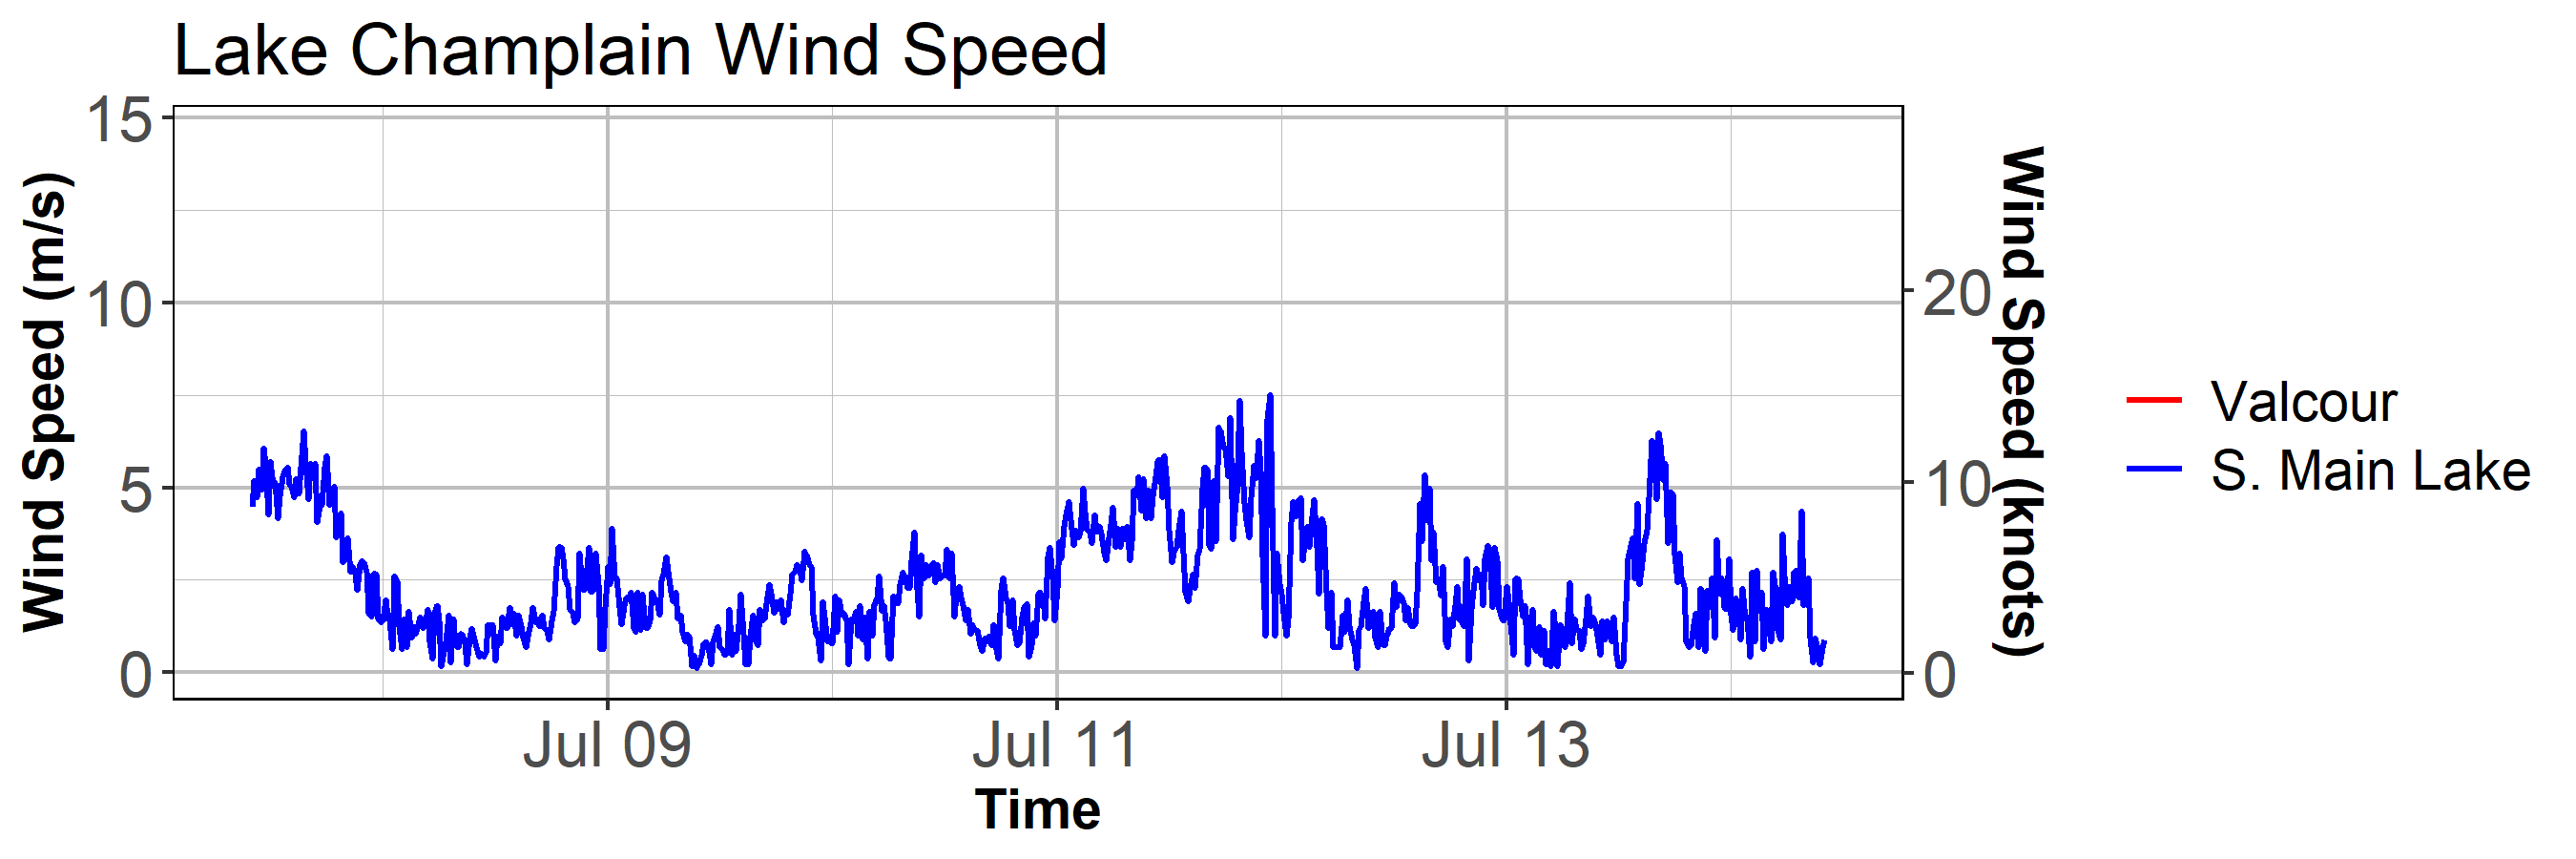 Lake Champlain Wind Speed
Wind Speed (m/s)
15
10
5
0
20
10
0
Wind Speed (knots)
Jul 09
Jul 11
Jul 13
Time
Valcour
S. Main Lake